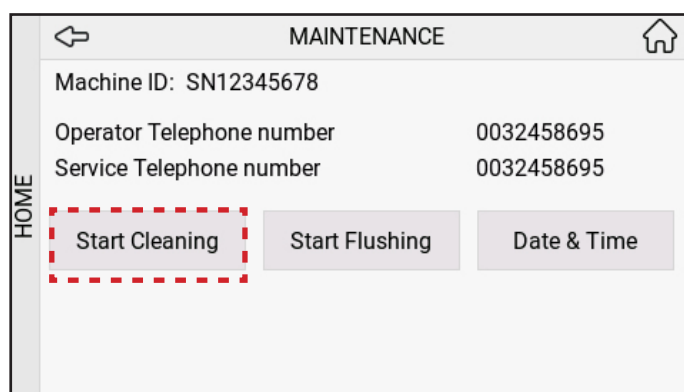 MAINTENANCE
Machine ID: SN12345678
Operator Telephone number 0032458695
Service Telephone number 0032458695
HOME
Start Cleaning Start Flushing Date & Time